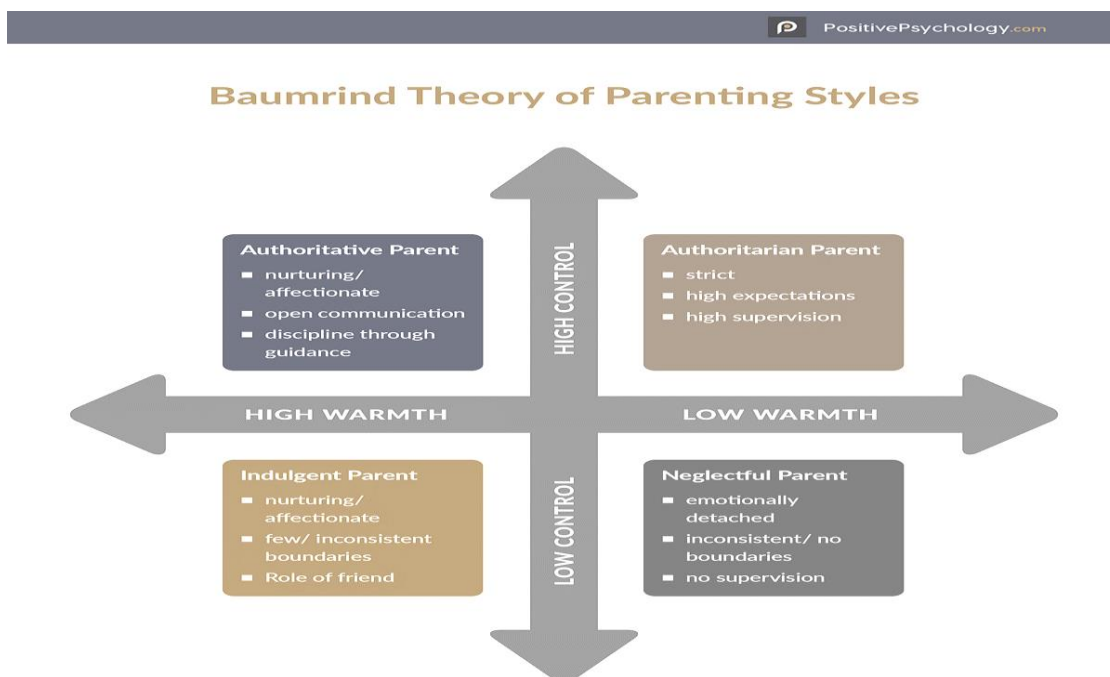 PositivePsychology.com
Baumrind Theory of Parenting Styles
Authoritative Parent
▪ nurturing/
affectionate
▪ open communication
▪ discipline through
guidance
HIGH CONTROL
Authoritarian Parent
▪ strict
▪ high expectations
▪ high supervision
HIGH WARMTH
LOW WARMTH
Indulgent Parent
▪ nurturing/
affectionate
▪ few/ inconsistent
boundaries
▪ Role of friend
LOW CONTROL
Neglectful Parent
▪ emotionally
detached
▪ inconsistent/ no
boundaries
▪ no supervision